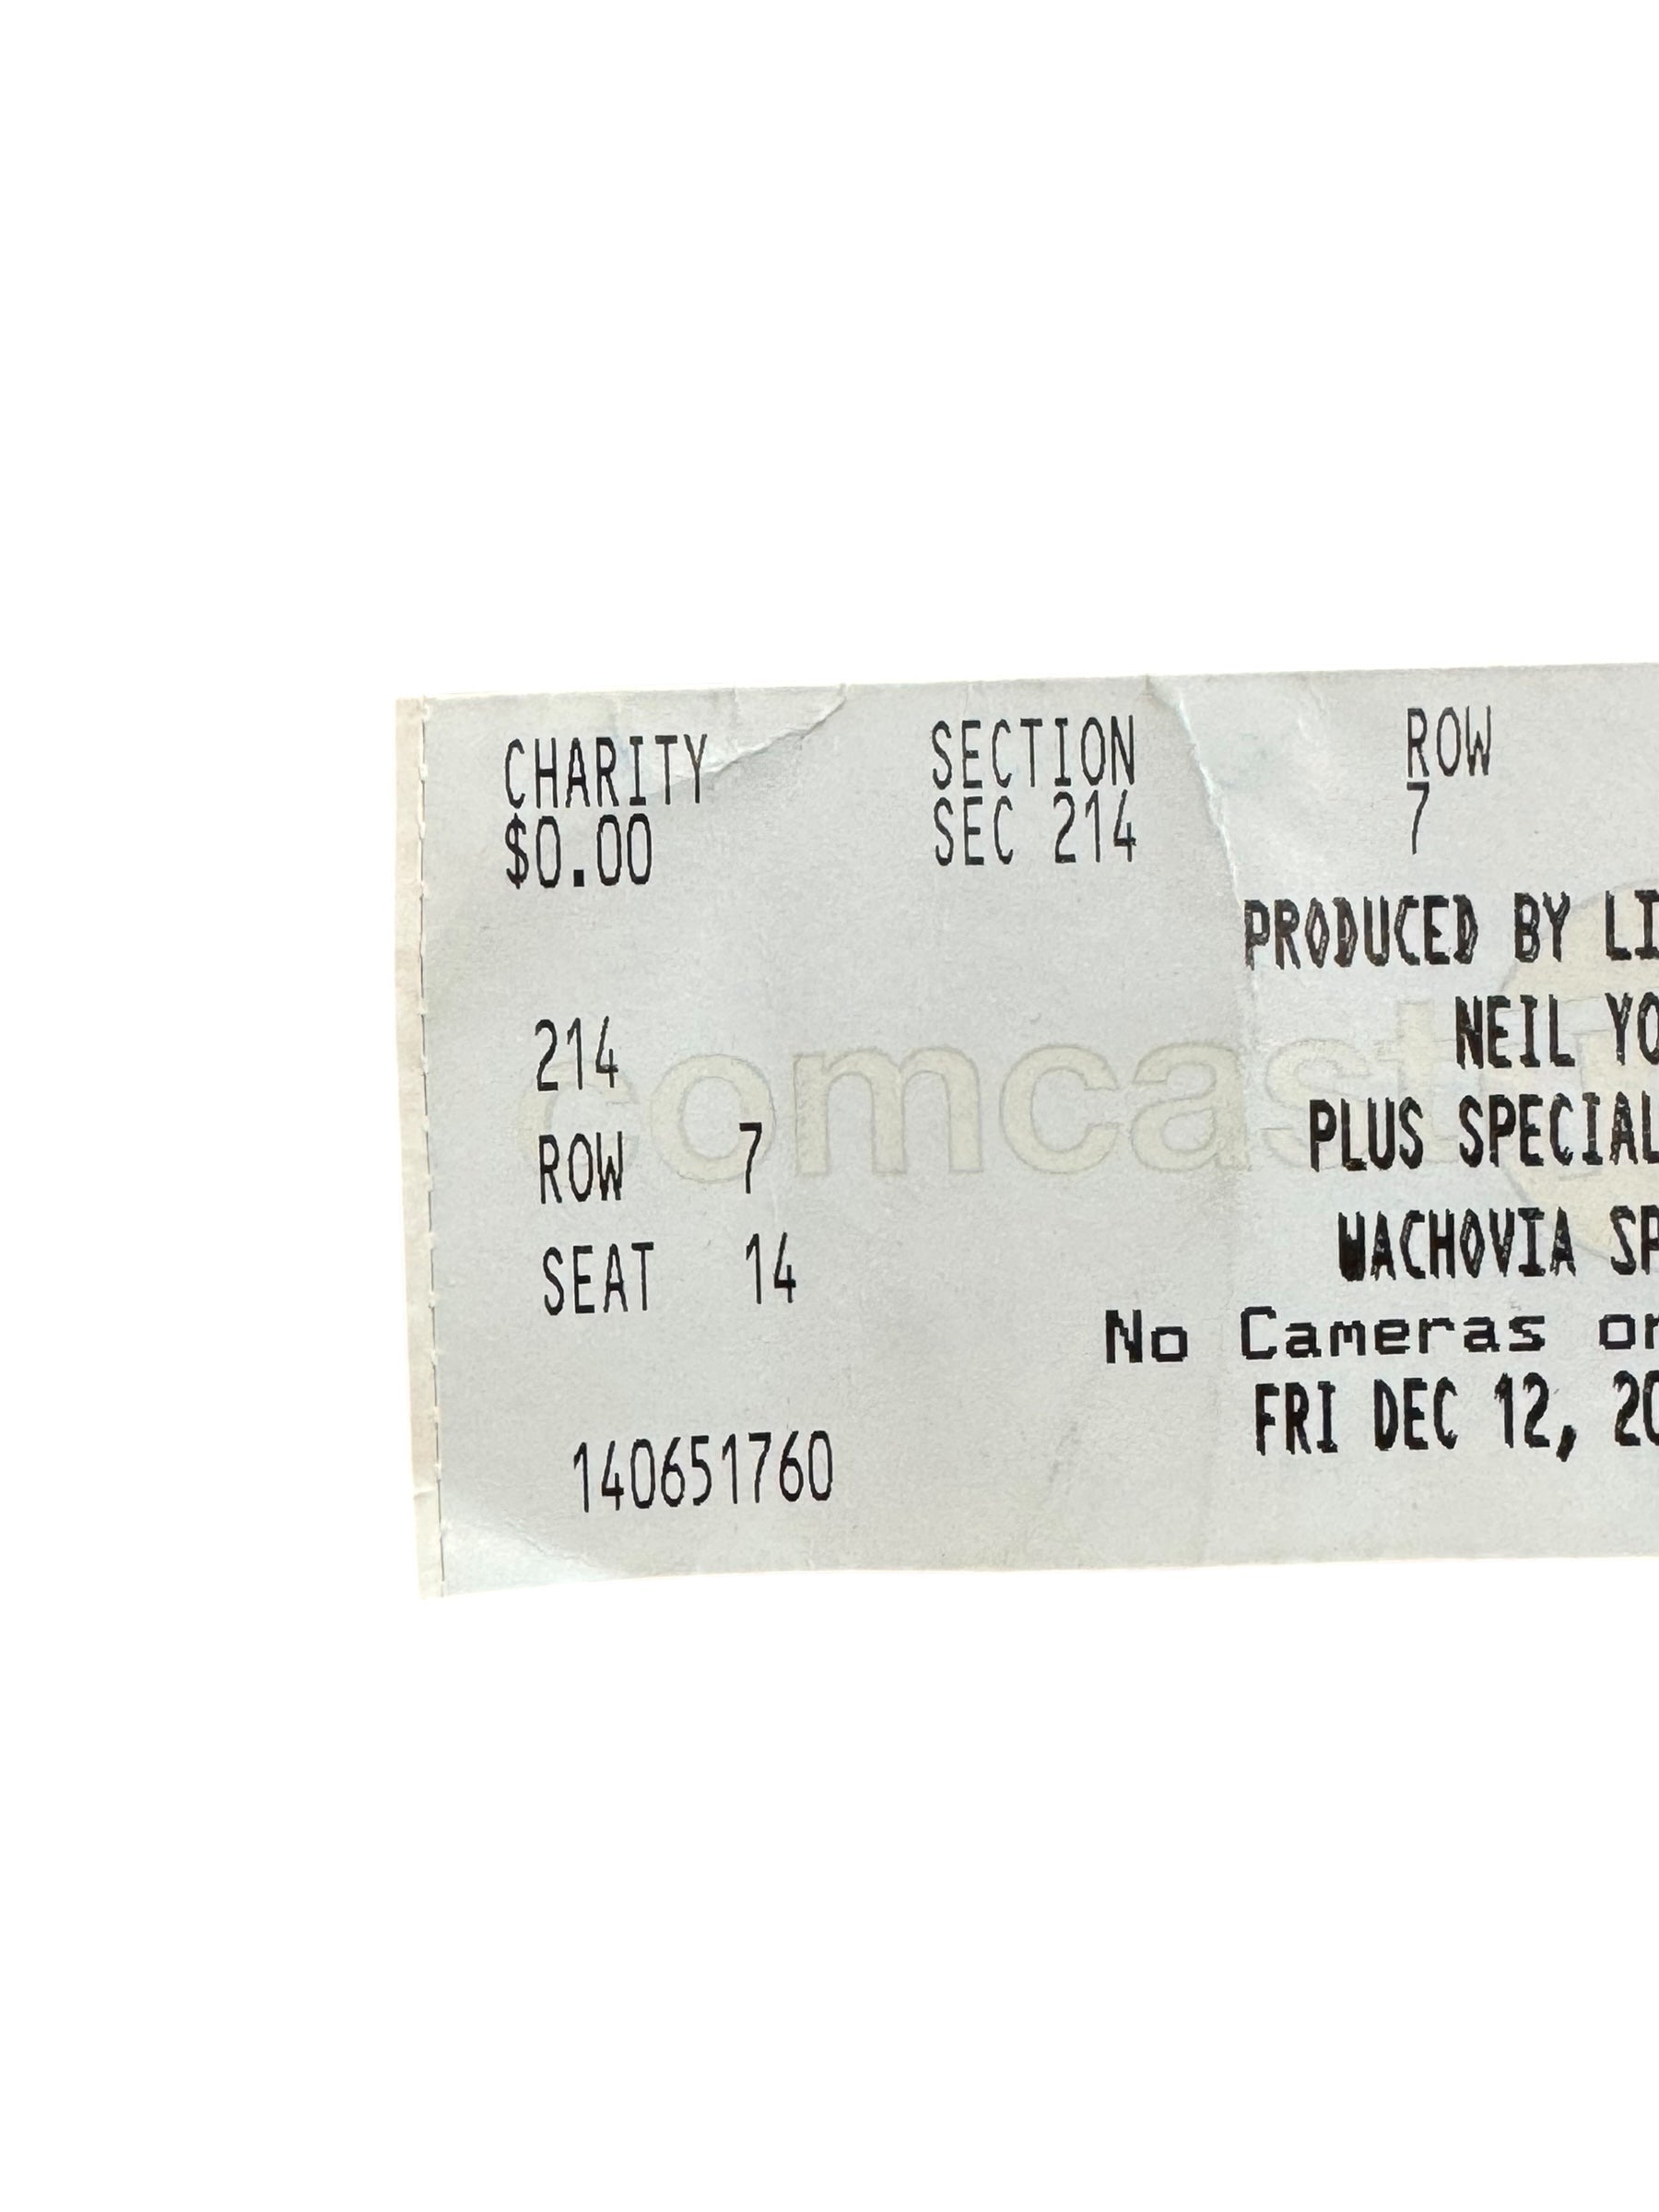 CHARITY SECTION ROW
$0.00 SEC 214 7
PRODUCED BY LI
214 NEIL YO
comcast
ROW 7 PLUS SPECIAL
SEAT 14 WACHOVIA SP
No Cameras or
FRI DEC 12, 20
140651760